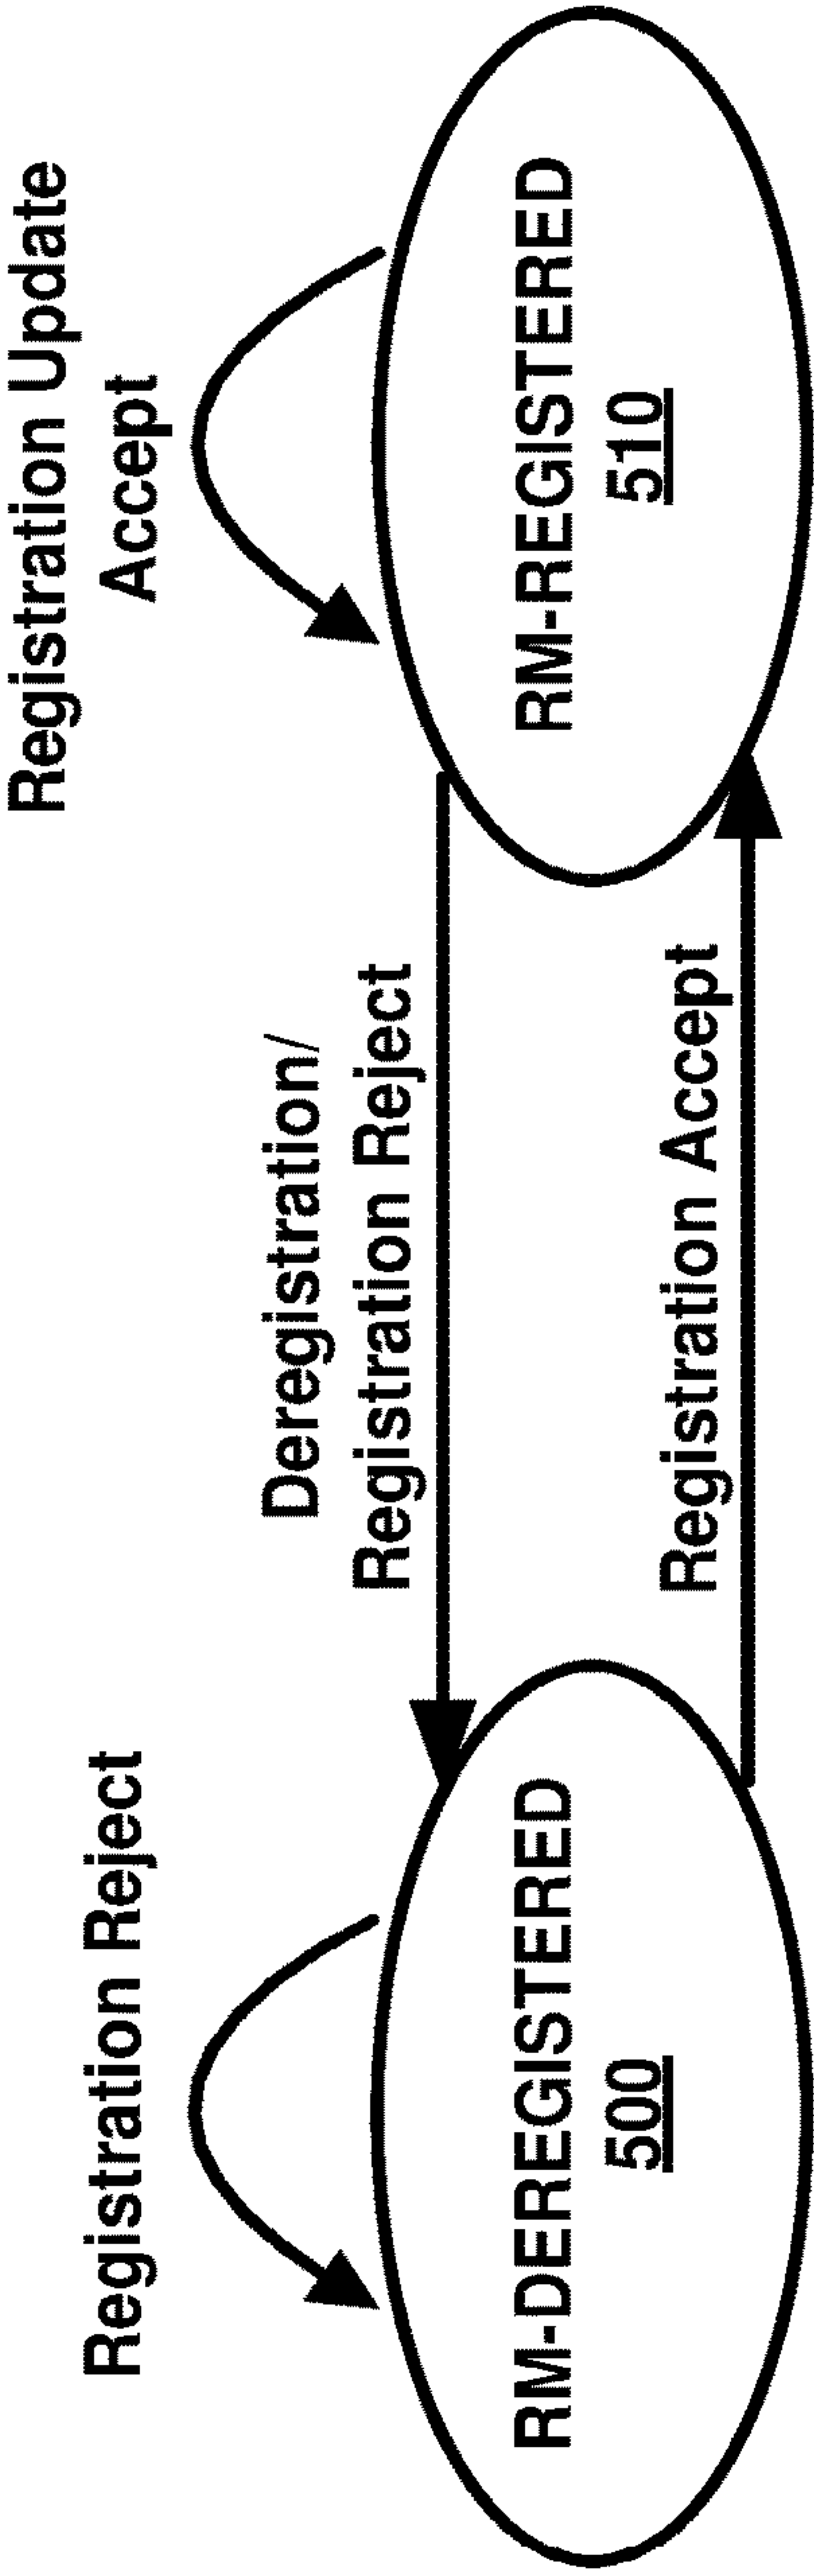 Registration Reject
RM-DEREGISTERED
500
Deregistration/
Registration Reject
Registration Accept
Registration Update
Accept
RM-REGISTERED
510